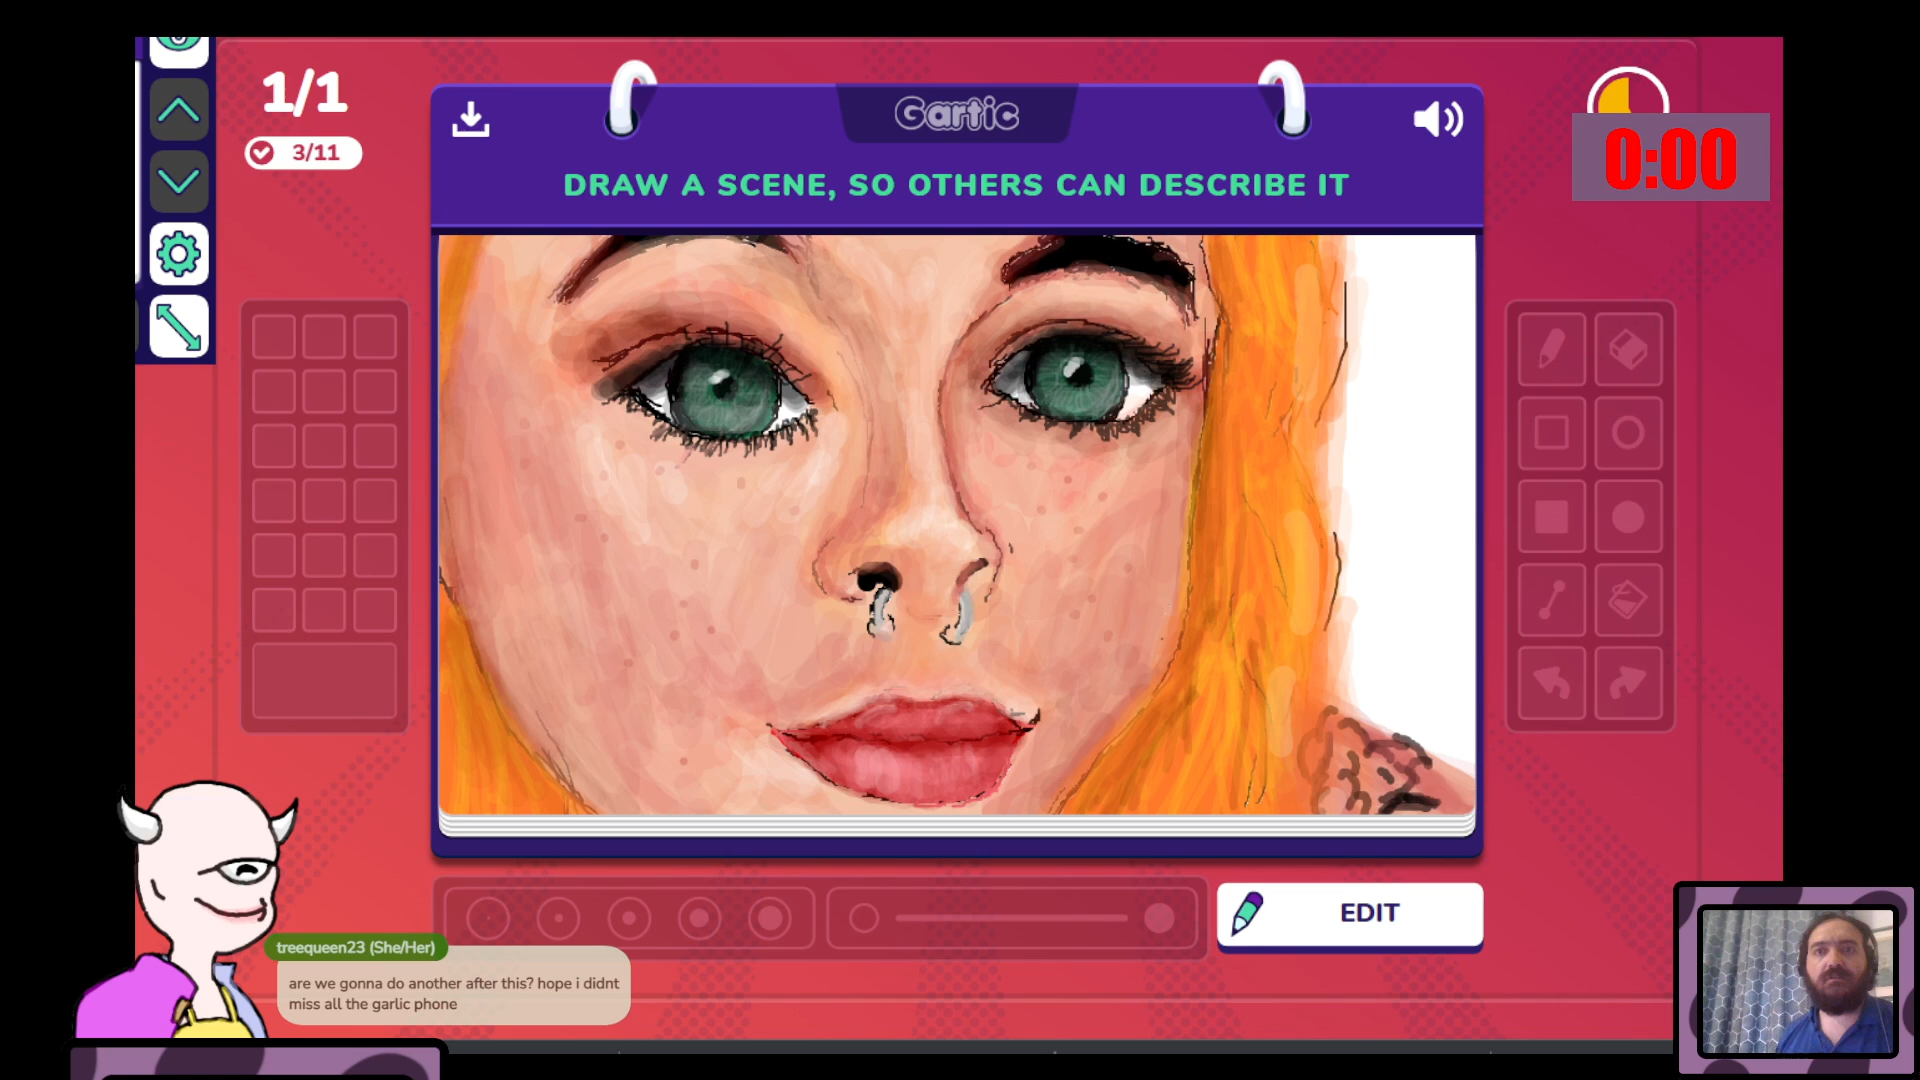 1/1
3/11
Gartic
0:00
DRAW A SCENE, SO OTHERS CAN DESCRIBE IT
EDIT
treequeen23 (She/Her)
are we gonna do another after this? hope i didnt
miss all the garlic phone